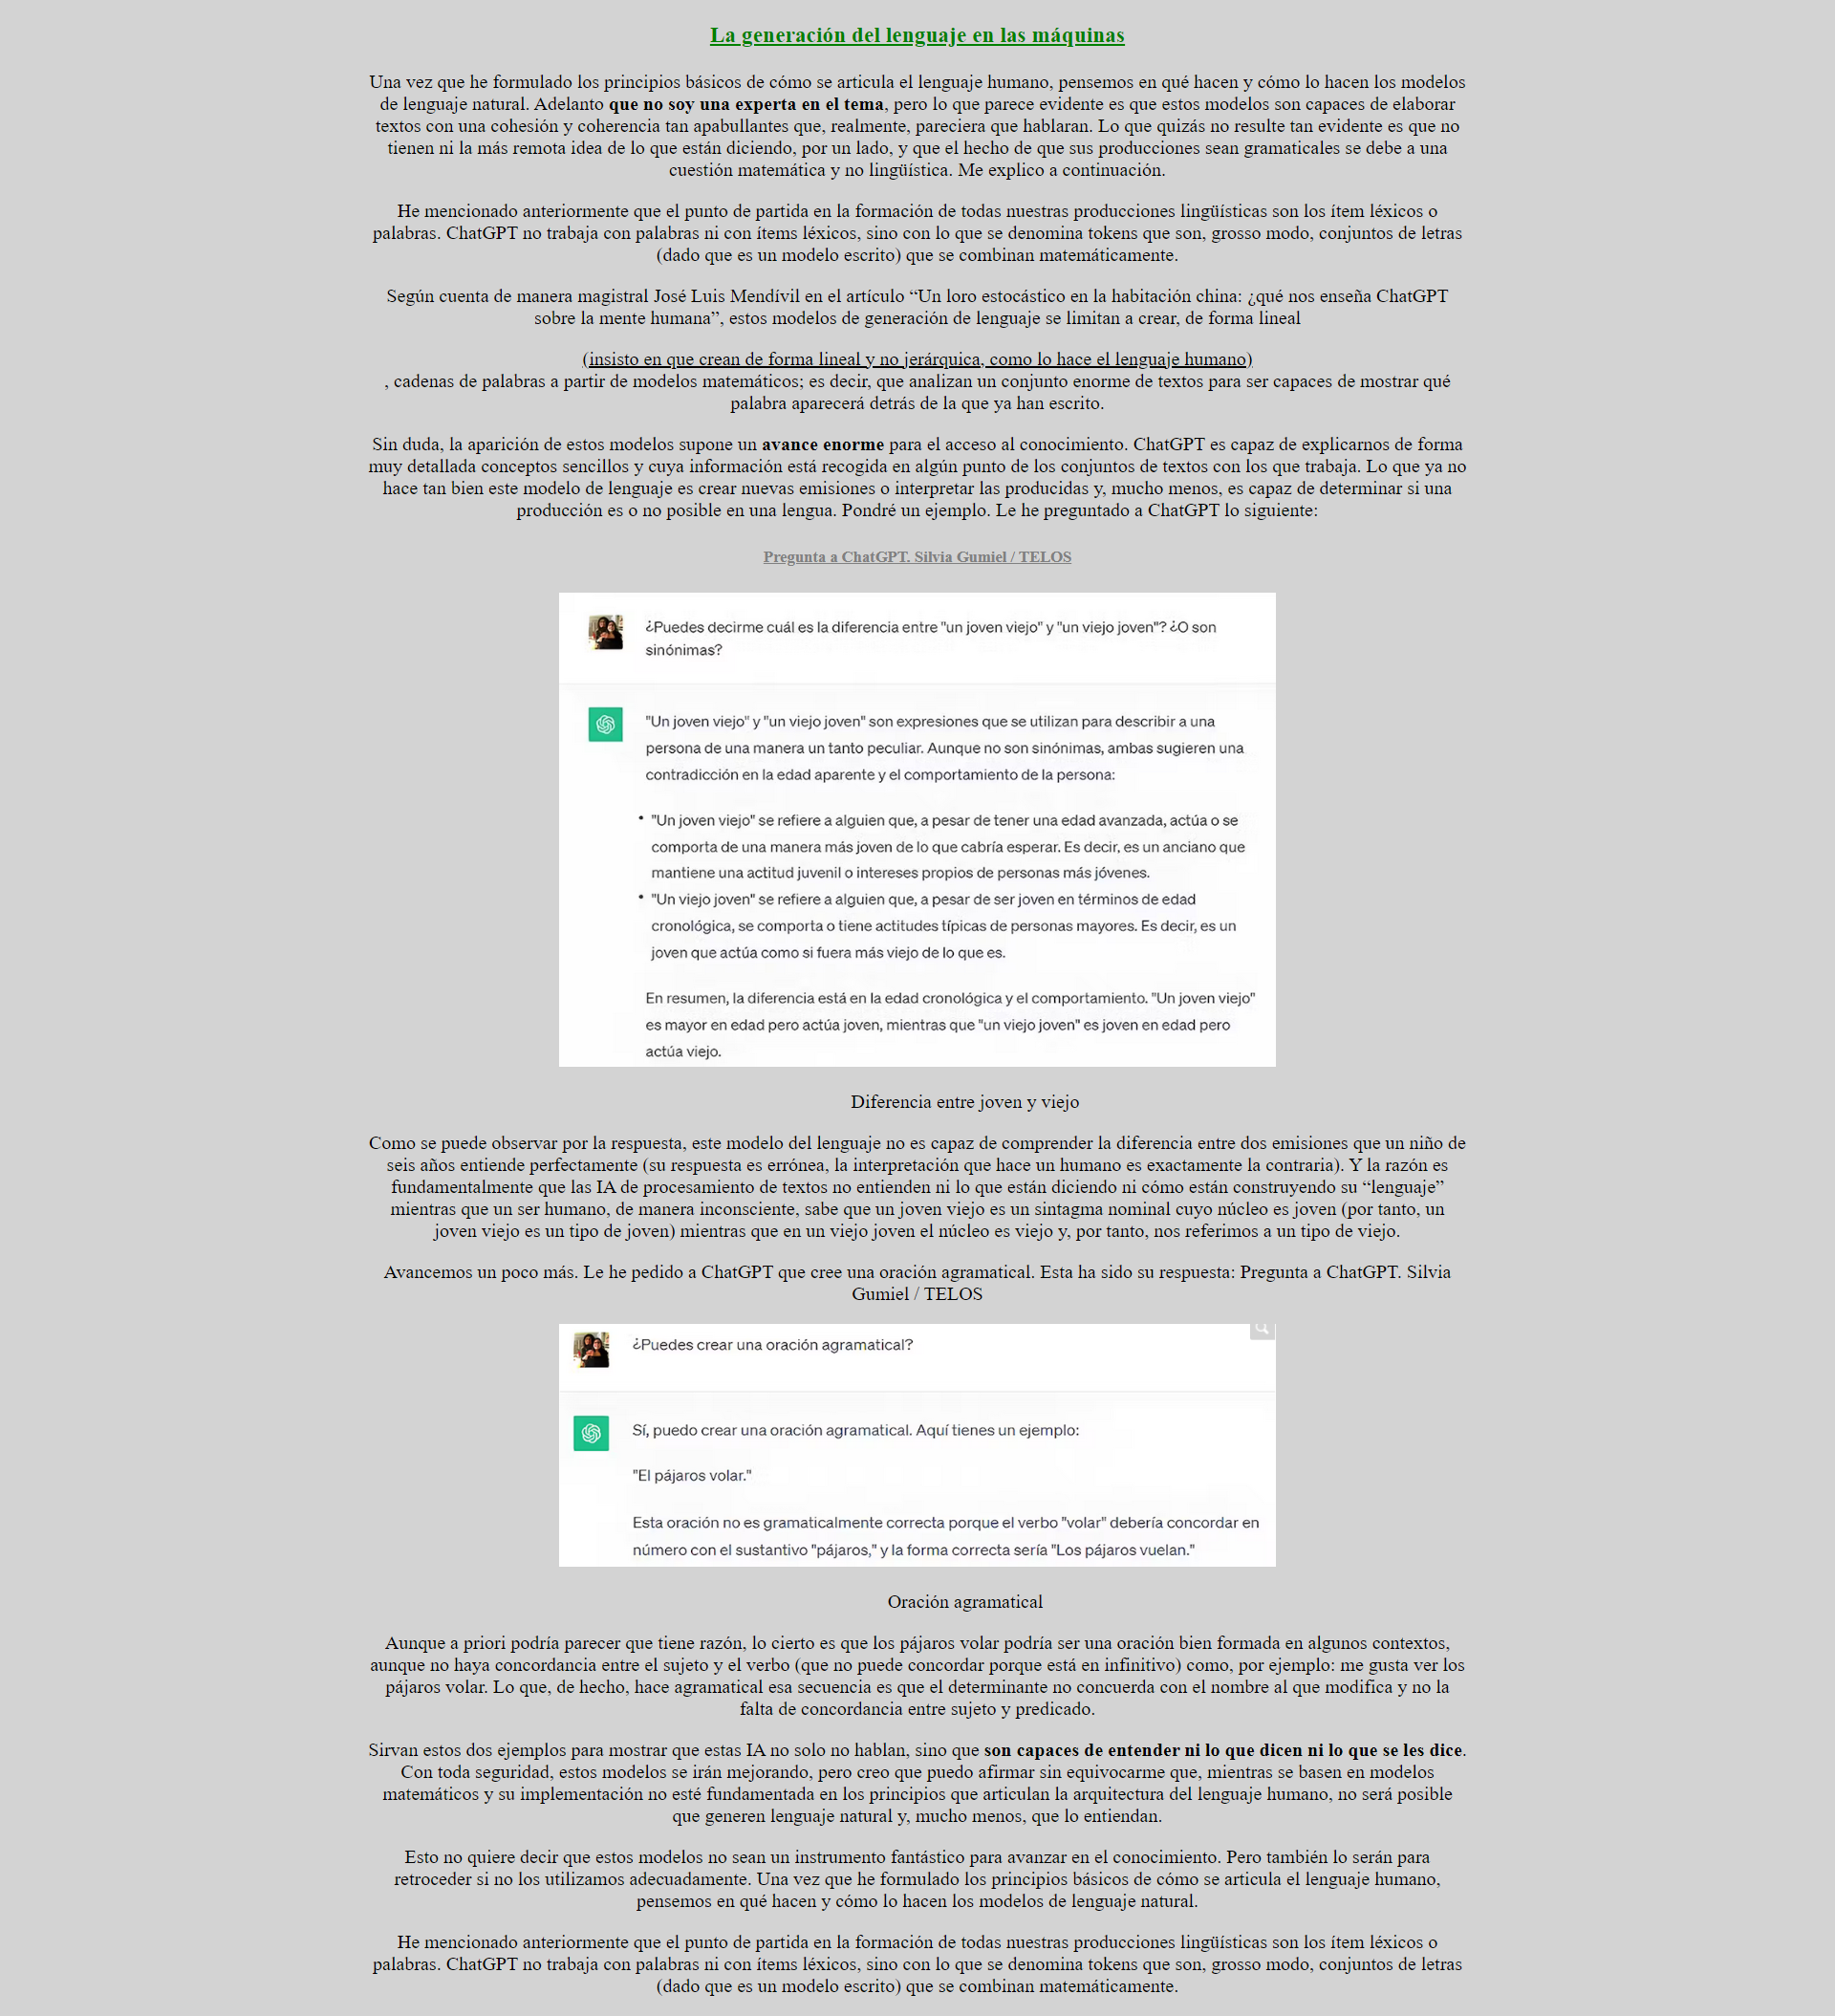 La generación del lenguaje en las máquinas
Una vez que he formulado los principios básicos de cómo se articula el lenguaje humano, pensemos en qué hacen y cómo lo hacen los modelos
de lenguaje natural. Adelanto que no soy una experta en el tema, pero lo que parece evidente es que estos modelos son capaces de elaborar
textos con una cohesión y coherencia tan apabullantes que, realmente, pareciera que hablaran. Lo que quizás no resulte tan evidente es que no
tienen ni la más remota idea de lo que están diciendo, por un lado, y que el hecho de que sus producciones sean gramaticales se debe a una
cuestión matemática y no lingüística. Me explico a continuación.
He mencionado anteriormente que el punto de partida en la formación de todas nuestras producciones lingüísticas son los ítem léxicos o
palabras. ChatGPT no trabaja con palabras ni con ítems léxicos, sino con lo que se denomina tokens que son, grosso modo, conjuntos de letras
(dado que es un modelo escrito) que se combinan matemáticamente.
Según cuenta de manera magistral José Luis Mendívil en el artículo “Un loro estocástico en la habitación china: ¿qué nos enseña ChatGPT
sobre la mente humana”, estos modelos de generación de lenguaje se limitan a crear, de forma lineal
(insisto en que crean de forma lineal y no jerárquica, como lo hace el lenguaje humano)
, cadenas de palabras a partir de modelos matemáticos; es decir, que analizan un conjunto enorme de textos para ser capaces de mostrar qué
palabra aparecerá detrás de la que ya han escrito.
Sin duda, la aparición de estos modelos supone un avance enorme para el acceso al conocimiento. ChatGPT es capaz de explicarnos de forma
muy detallada conceptos sencillos y cuya información está recogida en algún punto de los conjuntos de textos con los que trabaja. Lo que ya no
hace tan bien este modelo de lenguaje es crear nuevas emisiones o interpretar las producidas y, mucho menos, es capaz de determinar si una
producción es o no posible en una lengua. Pondré un ejemplo. Le he preguntado a ChatGPT lo siguiente:
Pregunta a ChatGPT. Silvia Gumiel / TELOS
¿Puedes decirme cuál es la diferencia entre "un joven viejo" y "un viejo joven"? ¿O son
sinónimas?
"Un joven viejo" y "un viejo joven" son expresiones que se utilizan para describir a una
persona de una manera un tanto peculiar. Aunque no son sinónimas, ambas sugieren una
contradicción en la edad aparente y el comportamiento de la persona:
• "Un joven viejo" se refiere a alguien que, a pesar de tener una edad avanzada, actúa o se
comporta de una manera más joven de lo que cabría esperar. Es decir, es un anciano que
mantiene una actitud juvenil o intereses propios de personas más jóvenes.
• "Un viejo joven" se refiere a alguien que, a pesar de ser joven en términos de edad
cronológica, se comporta o tiene actitudes típicas de personas mayores. Es decir, es un
joven que actúa como si fuera más viejo de lo que es.
En resumen, la diferencia está en la edad cronológica y el comportamiento. "Un joven viejo"
es mayor en edad pero actúa joven, mientras que "un viejo joven" es joven en edad pero
actúa viejo.
Diferencia entre joven y viejo
Como se puede observar por la respuesta, este modelo del lenguaje no es capaz de comprender la diferencia entre dos emisiones que un niño de
seis años entiende perfectamente (su respuesta es errónea, la interpretación que hace un humano es exactamente la contraria). Y la razón es
fundamentalmente que las IA de procesamiento de textos no entienden ni lo que están diciendo ni cómo están construyendo su “lenguaje”
mientras que un ser humano, de manera inconsciente, sabe que un joven viejo es un sintagma nominal cuyo núcleo es joven (por tanto, un
joven viejo es un tipo de joven) mientras que en un viejo joven el núcleo es viejo y, por tanto, nos referimos a un tipo de viejo.
Avancemos un poco más. Le he pedido a ChatGPT que cree una oración agramatical. Esta ha sido su respuesta: Pregunta a ChatGPT. Silvia
Gumiel / TELOS
¿Puedes crear una oración agramatical?
Sí, puedo crear una oración agramatical. Aquí tienes un ejemplo:
"El pájaros volar."
Esta oración no es gramaticalmente correcta porque el verbo "volar" debería concordar en
número con el sustantivo "pájaros," y la forma correcta sería "Los pájaros vuelan."
Oración agramatical
Aunque a priori podría parecer que tiene razón, lo cierto es que los pájaros volar podría ser una oración bien formada en algunos contextos,
aunque no haya concordancia entre el sujeto y el verbo (que no puede concordar porque está en infinitivo) como, por ejemplo: me gusta ver los
pájaros volar. Lo que, de hecho, hace agramatical esa secuencia es que el determinante no concuerda con el nombre al que modifica y no la
falta de concordancia entre sujeto y predicado.
Sirvan estos dos ejemplos para mostrar que estas IA no solo no hablan, sino que son capaces de entender ni lo que dicen ni lo que se les dice.
Con toda seguridad, estos modelos se irán mejorando, pero creo que puedo afirmar sin equivocarme que, mientras se basen en modelos
matemáticos y su implementación no esté fundamentada en los principios que articulan la arquitectura del lenguaje humano, no será posible
que generen lenguaje natural y, mucho menos, que lo entiendan.
Esto no quiere decir que estos modelos no sean un instrumento fantástico para avanzar en el conocimiento. Pero también lo serán para
retroceder si no los utilizamos adecuadamente. Una vez que he formulado los principios básicos de cómo se articula el lenguaje humano,
pensemos en qué hacen y cómo lo hacen los modelos de lenguaje natural.
He mencionado anteriormente que el punto de partida en la formación de todas nuestras producciones lingüísticas son los ítem léxicos o
palabras. ChatGPT no trabaja con palabras ni con ítems léxicos, sino con lo que se denomina tokens que son, grosso modo, conjuntos de letras
(dado que es un modelo escrito) que se combinan matemáticamente.